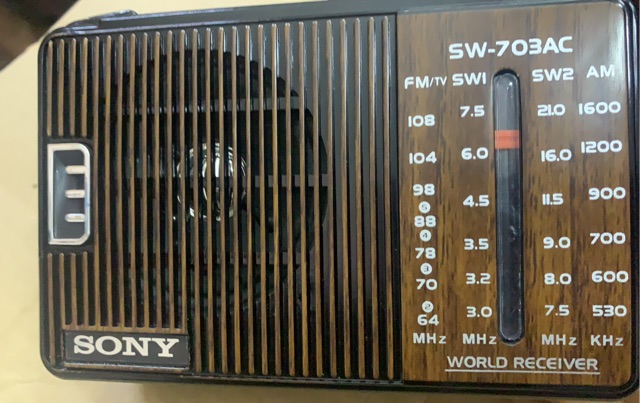 SW-703AC
FM/TV SW1 SW2 AM
108 7.5 21.0 1600
104 6.0 16.0 1200
98 4.5 11.5 900
5
88
4
78 3.5 9.0 700
3
70 3.2 8.0 600
2
64 3.0 7.5 530
MHz MHz MHz KHz
WORLD RECEIVER
SONY